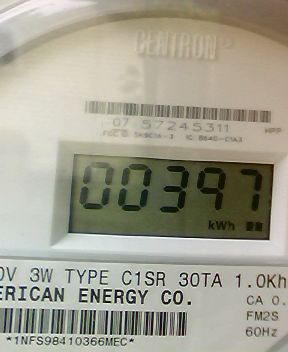 CENTRON
07 57245311
HPP
00397
kWh
0V 3W TYPE C1SR 30TA 1.0Kh
ERICAN ENERGY CO.
CA 0.
FM2S
60Hz
*1NFS98410366MEC*